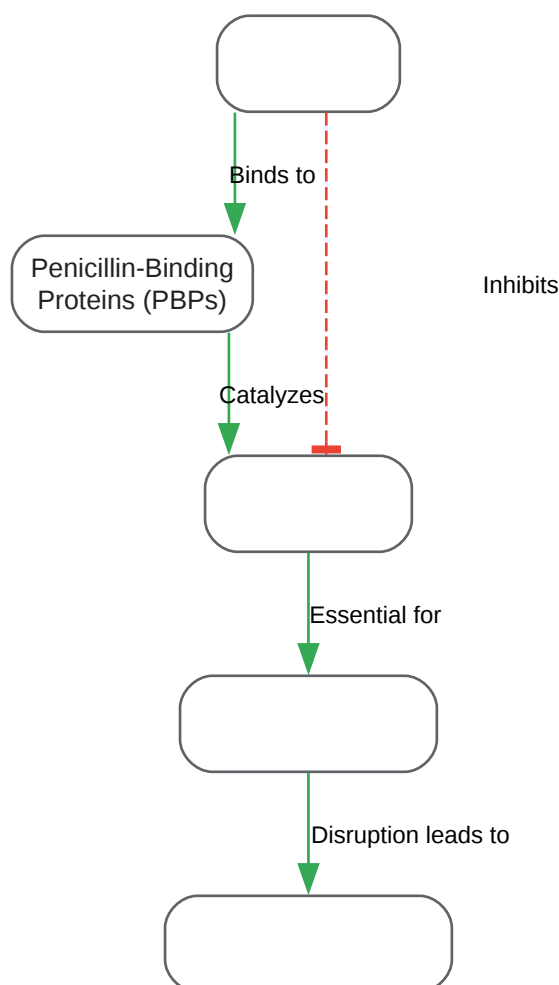 Binds to
Penicillin-Binding
Proteins (PBPs)
Inhibits
Catalyzes
Essential for
Disruption leads to